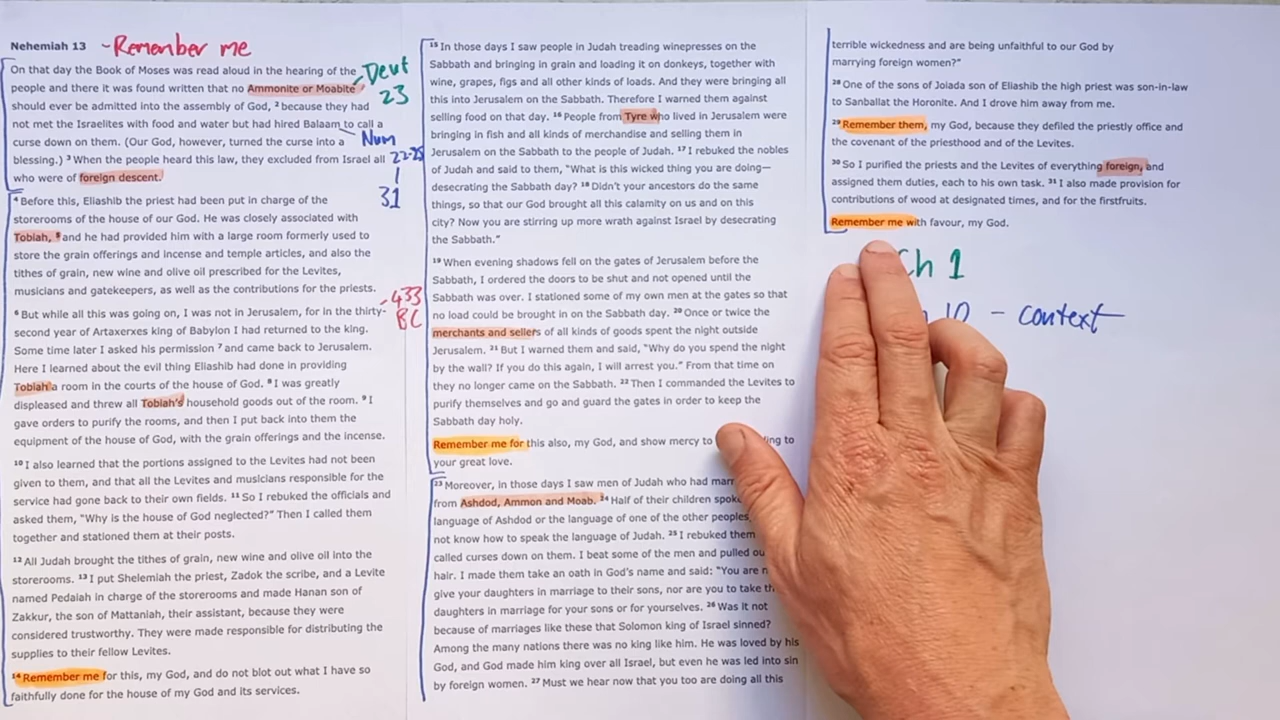 Nehemiah 13 ~Remember me
On that day the Book of Moses was read aloud in the hearing of the
people and there it was found written that no Ammonite or Moabite
should ever be admitted into the assembly of God, ² because they had
not met the Israelites with food and water but had hired Balaam to call a
curse down on them. (Our God, however, turned the curse into a
blessing.) ³ When the people heard this law, they excluded from Israel all
who were of foreign descent.
Deut
23
Num
22-25
31
⁴ Before this, Eliashib the priest had been put in charge of the
storerooms of the house of our God. He was closely associated with
Tobiah, ⁵ and he had provided him with a large room formerly used to
store the grain offerings and incense and temple articles, and also the
tithes of grain, new wine and olive oil prescribed for the Levites,
musicians and gatekeepers, as well as the contributions for the priests.
⁶ But while all this was going on, I was not in Jerusalem, for in the thirty-
second year of Artaxerxes king of Babylon I had returned to the king.
Some time later I asked his permission ⁷ and came back to Jerusalem.
Here I learned about the evil thing Eliashib had done in providing
Tobiah a room in the courts of the house of God. ⁸ I was greatly
displeased and threw all Tobiah's household goods out of the room. ⁹ I
gave orders to purify the rooms, and then I put back into them the
equipment of the house of God, with the grain offerings and the incense.
433
BC
¹⁰ I also learned that the portions assigned to the Levites had not been
given to them, and that all the Levites and musicians responsible for the
service had gone back to their own fields. ¹¹ So I rebuked the officials and
asked them, "Why is the house of God neglected?" Then I called them
together and stationed them at their posts.
¹² All Judah brought the tithes of grain, new wine and olive oil into the
storerooms. ¹³ I put Shelemiah the priest, Zadok the scribe, and a Levite
named Pedaiah in charge of the storerooms and made Hanan son of
Zakkur, the son of Mattaniah, their assistant, because they were
considered trustworthy. They were made responsible for distributing the
supplies to their fellow Levites.
¹⁴ Remember me for this, my God, and do not blot out what I have so
faithfully done for the house of my God and its services.
¹⁵ In those days I saw people in Judah treading winepresses on the
Sabbath and bringing in grain and loading it on donkeys, together with
wine, grapes, figs and all other kinds of loads. And they were bringing all
this into Jerusalem on the Sabbath. Therefore I warned them against
selling food on that day. ¹⁶ People from Tyre who lived in Jerusalem were
bringing in fish and all kinds of merchandise and selling them in
Jerusalem on the Sabbath to the people of Judah. ¹⁷ I rebuked the nobles
of Judah and said to them, "What is this wicked thing you are doing—
desecrating the Sabbath day? ¹⁸ Didn't your ancestors do the same
things, so that our God brought all this calamity on us and on this
city? Now you are stirring up more wrath against Israel by desecrating
the Sabbath."
¹⁹ When evening shadows fell on the gates of Jerusalem before the
Sabbath, I ordered the doors to be shut and not opened until the
Sabbath was over. I stationed some of my own men at the gates so that
no load could be brought in on the Sabbath day. ²⁰ Once or twice the
merchants and sellers of all kinds of goods spent the night outside
Jerusalem. ²¹ But I warned them and said, "Why do you spend the night
by the wall? If you do this again, I will arrest you." From that time on
they no longer came on the Sabbath. ²² Then I commanded the Levites to
purify themselves and go and guard the gates in order to keep the
Sabbath day holy.
Remember me for this also, my God, and show mercy to to
your great love.
²³ Moreover, in those days I saw men of Judah who had
from Ashdod, Ammon and Moab. ²⁴ Half of their children
language of Ashdod or the language of one of the other peoples
not know how to speak the language of Judah. ²⁵ I rebuked them
called curses down on them. I beat some of the men and pulled
hair. I made them take an oath in God's name and said: "You are
give your daughters in marriage to their sons, nor are you to take
daughters in marriage for your sons or for yourselves. ²⁶ Was it not
because of marriages like these that Solomon king of Israel sinned?
Among the many nations there was no king like him. He was loved by his
God, and God made him king over all Israel, but even he was led into sin
by foreign women. ²⁷ Must we hear now that you too are doing all this
terrible wickedness and are being unfaithful to our God by
marrying foreign women?"
²⁸ One of the sons of Joiada son of Eliashib the high priest was son-in-law
to Sanballat the Horonite. And I drove him away from me.
²⁹ Remember them, my God, because they defiled the priestly office and
the covenant of the priesthood and of the Levites.
³⁰ So I purified the priests and the Levites of everything foreign, and
assigned them duties, each to his own task. ³¹ I also made provision for
contributions of wood at designated times, and for the firstfruits.
Remember me with favour, my God.
Ch 1
10 - context